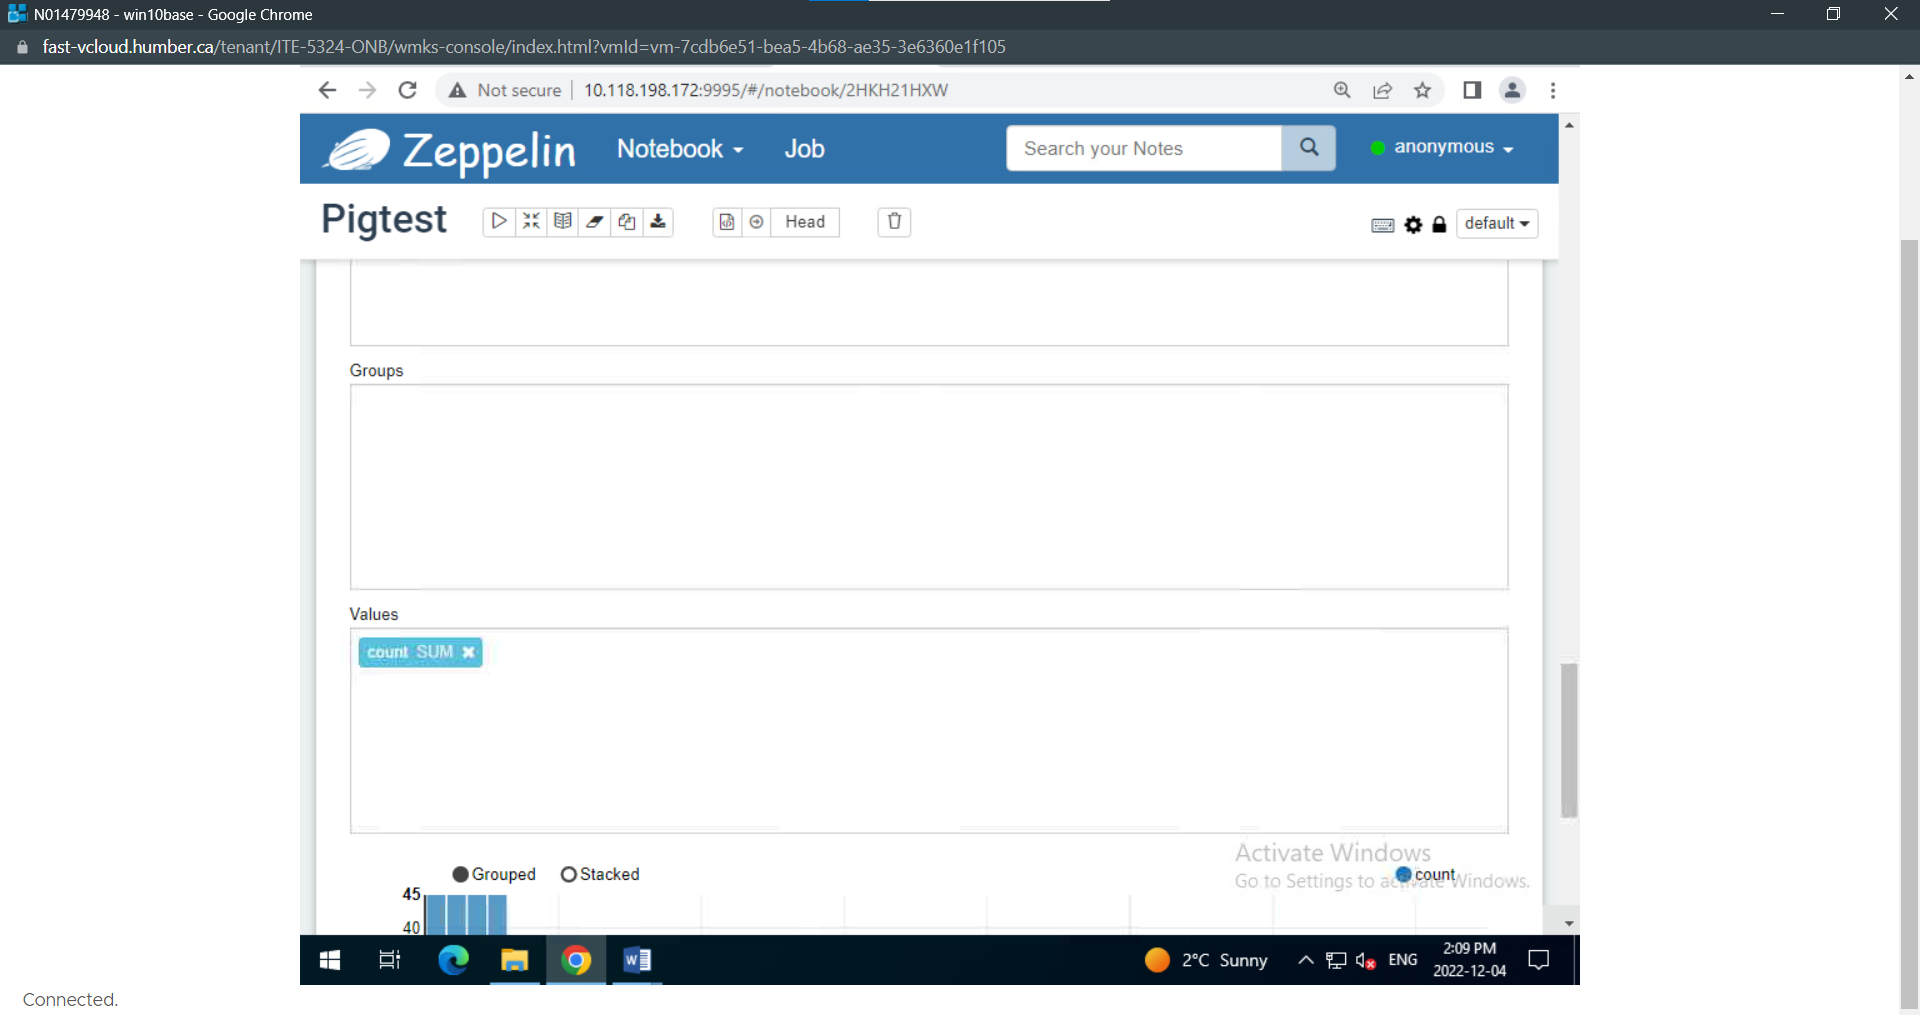 N01479948 - win10base - Google Chrome
fast-vcloud.humber.ca/tenant/ITE-5324-ONB/wmks-console/index.html?vmId=vm-7cdb6e51-bea5-4b68-ae35-3e6360e1f105
Not secure 10.118.198.172:9995/#/notebook/2HKH21HXW
Zeppelin Notebook Job Search your Notes anonymous
Pigtest Head default
Groups
Values
count SUM
Activate Windows
Grouped Stacked count
Go to Settings to activate Windows.
45
40
2°C Sunny ENG 2:09 PM
2022-12-04
Connected.